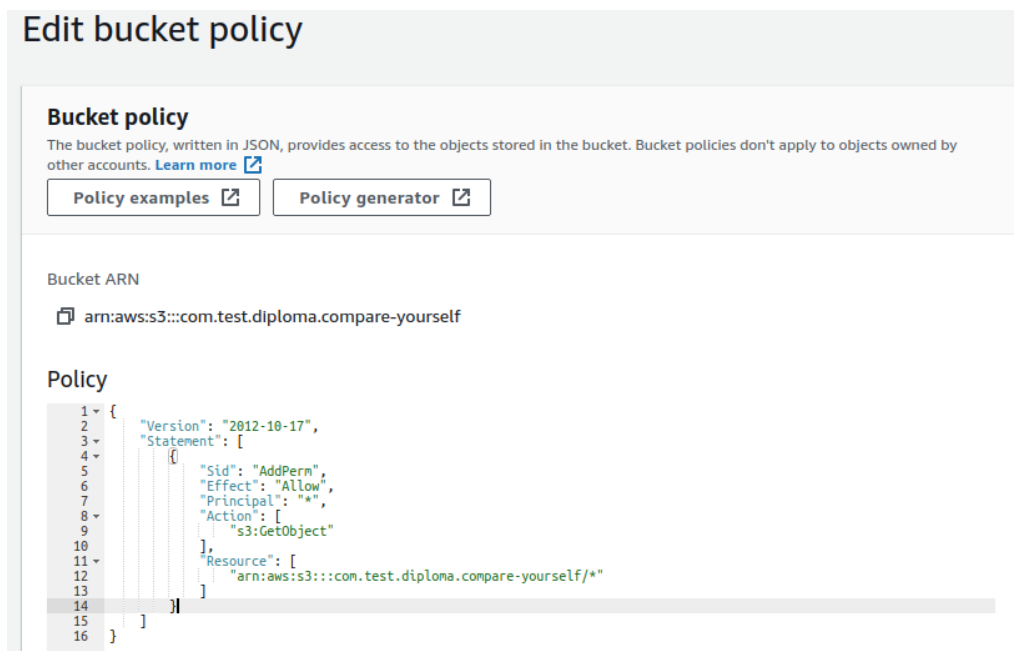 Edit bucket policy
Bucket policy
The bucket policy, written in JSON, provides access to the objects stored in the bucket. Bucket policies don't apply to objects owned by
other accounts. Learn more
Policy examples Policy generator
Bucket ARN
arn:aws:s3:::com.test.diploma.compare-yourself
Policy
1 {
2 "Version": "2012-10-17",
3 "Statement": [
4 {
5 "Sid": "AddPerm",
6 "Effect": "Allow",
7 "Principal": "*",
8 "Action": [
9 "s3:GetObject"
10 ],
11 "Resource": [
12 "arn:aws:s3:::com.test.diploma.compare-yourself/*"
13 ]
14 }
15 ]
16 }